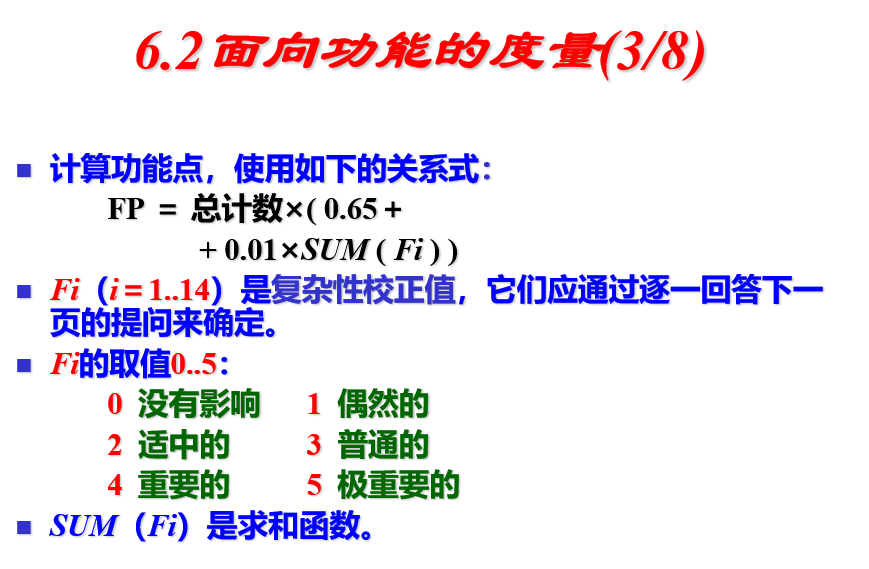 6.2面向功能的度量(3/8)
计算功能点，使用如下的关系式：
FP ＝ 总计数×( 0.65＋
+ 0.01×SUM ( Fi ) )
Fi（i＝1..14）是复杂性校正值，它们应通过逐一回答下一
页的提问来确定。
Fi的取值0..5：
0 没有影响 1 偶然的
2 适中的 3 普通的
4 重要的 5 极重要的
SUM（Fi）是求和函数。